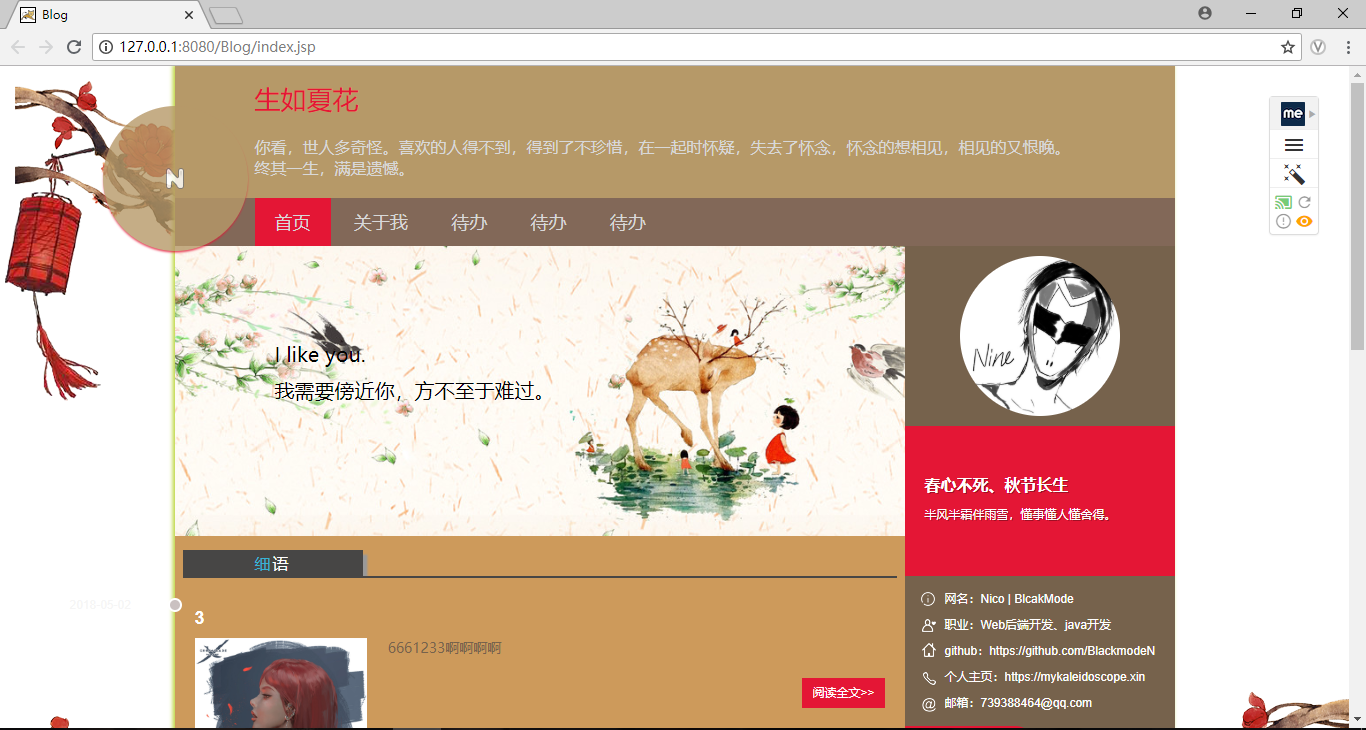 Blog
127.0.0.1:8080/Blog/index.jsp
生如夏花
你看，世人多奇怪。喜欢的人得不到，得到了不珍惜，在一起时怀疑，失去了怀念，怀念的想相见，相见的又恨晚。
终其一生，满是遗憾。
N
首页 关于我 待办 待办 待办
me
I like you.
我需要傍近你，方不至于难过。
Nine
春心不死、秋节长生
半风半霜伴雨雪，懂事懂人懂舍得。
细语
2018-05-02
3
6661233啊啊啊啊
阅读全文>>
网名：Nico | BlcakMode
职业：Web后端开发、java开发
github：https://github.com/BlackmodeN
个人主页：https://mykaleidoscope.xin
邮箱：739388464@qq.com